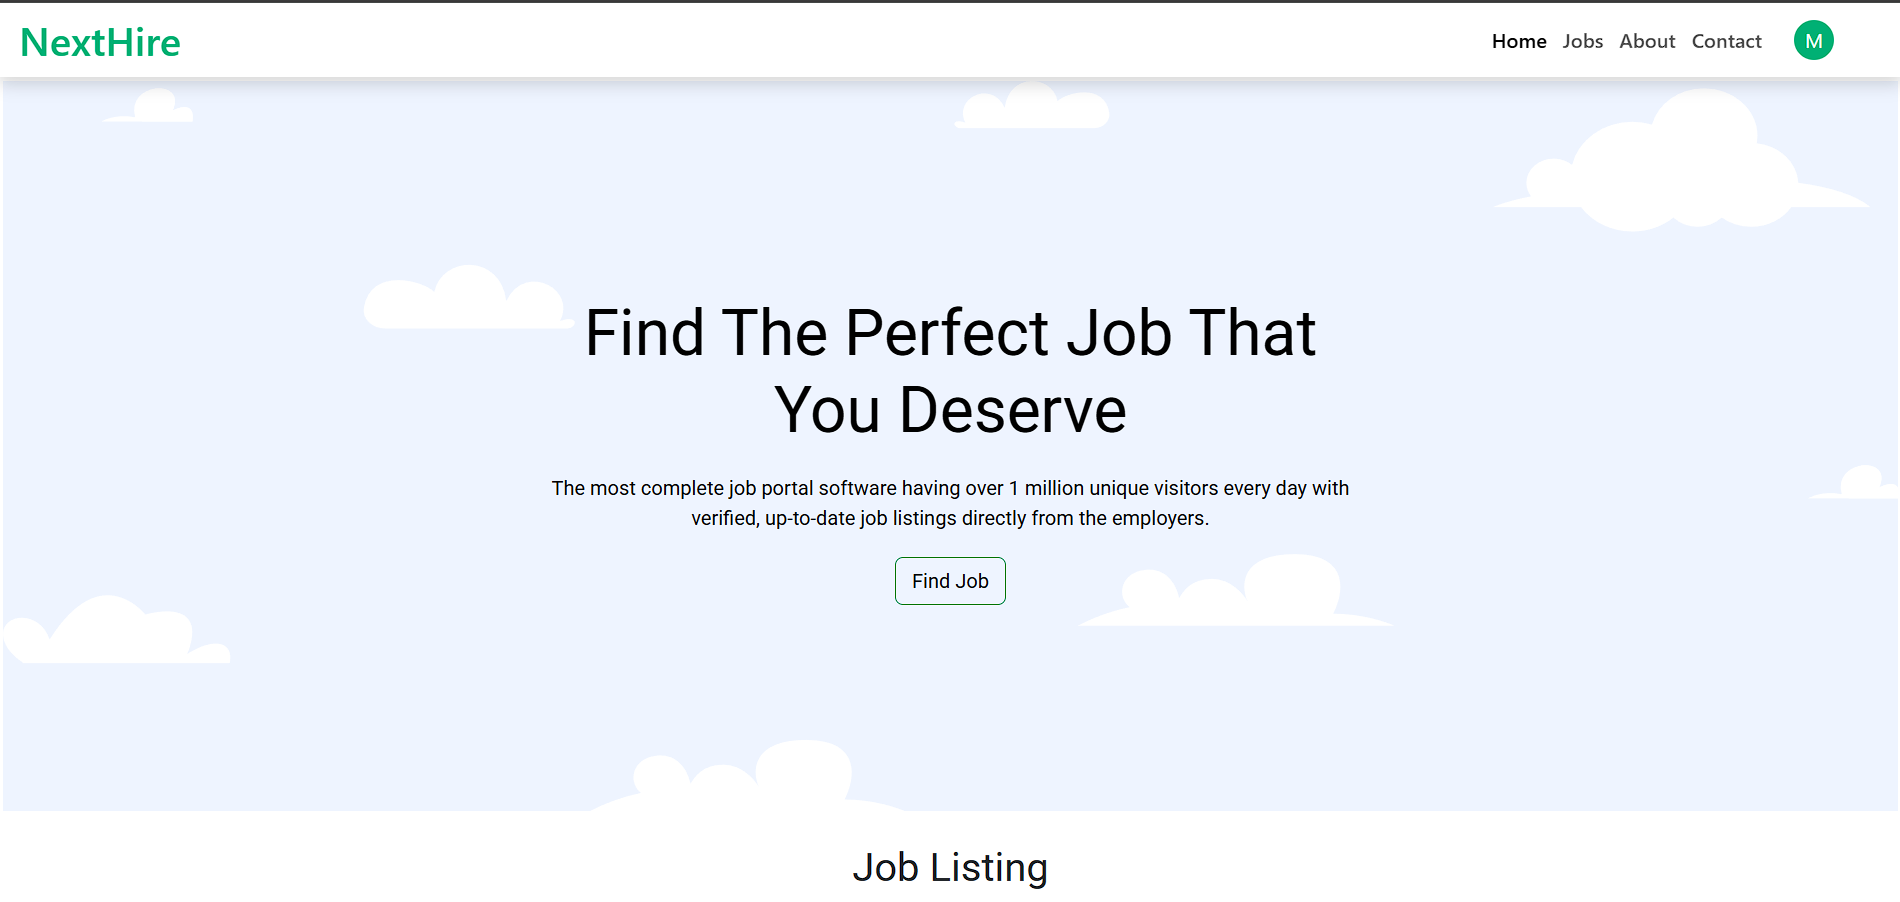 NextHire
Home Jobs About Contact M
Find The Perfect Job That
You Deserve
The most complete job portal software having over 1 million unique visitors every day with
verified, up-to-date job listings directly from the employers.
Find Job
Job Listing